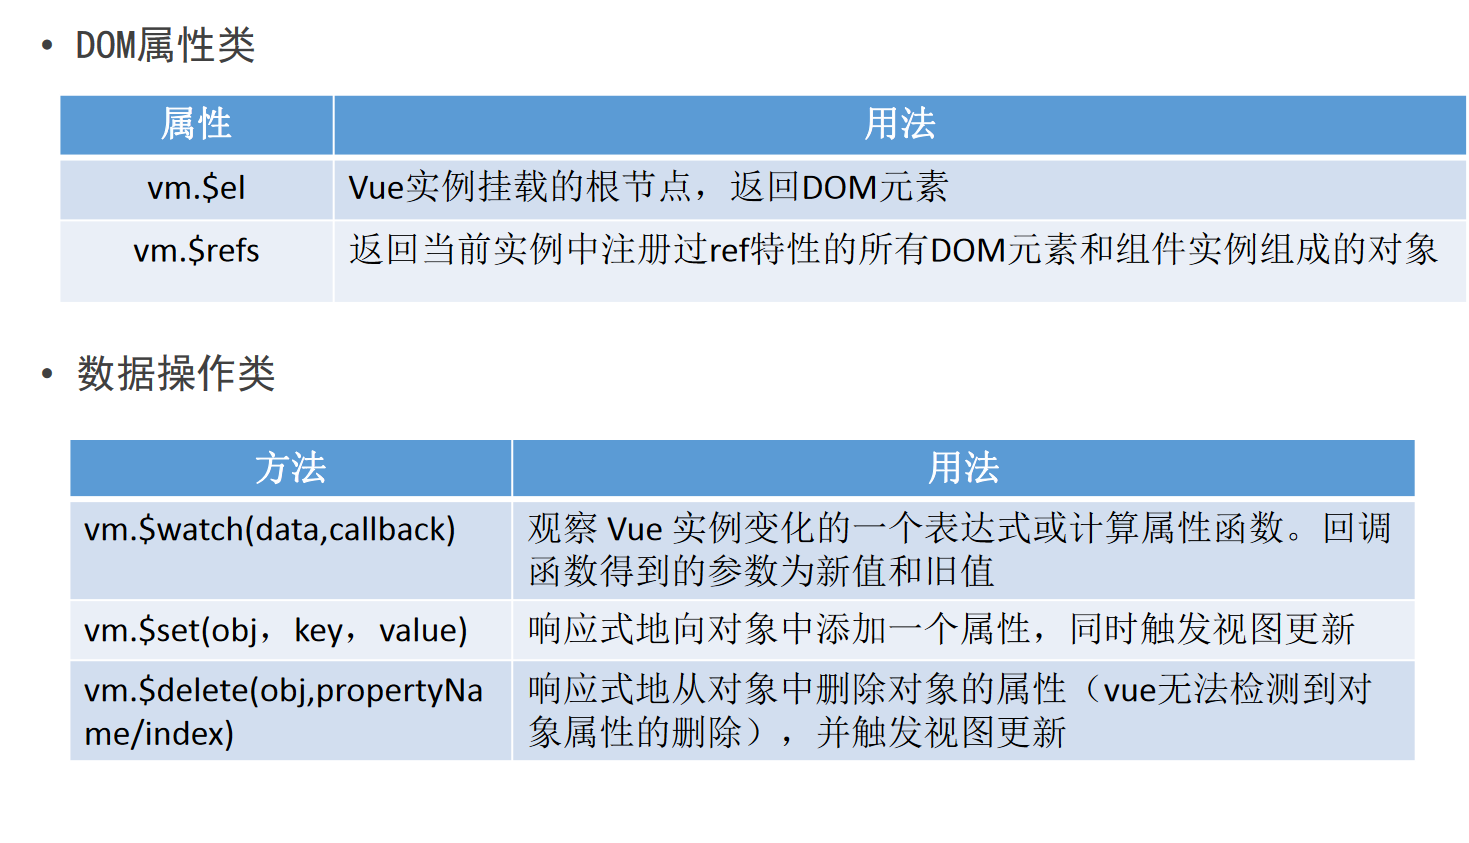 • DOM属性类
属性 用法
vm.$el Vue实例挂载的根节点，返回DOM元素
vm.$refs 返回当前实例中注册过ref特性的所有DOM元素和组件实例组成的对象
• 数据操作类
方法 用法
vm.$watch(data,callback) 观察 Vue 实例变化的一个表达式或计算属性函数。回调
函数得到的参数为新值和旧值
vm.$set(obj，key，value) 响应式地向对象中添加一个属性，同时触发视图更新
vm.$delete(obj,propertyNa 响应式地从对象中删除对象的属性（vue无法检测到对
me/index) 象属性的删除），并触发视图更新